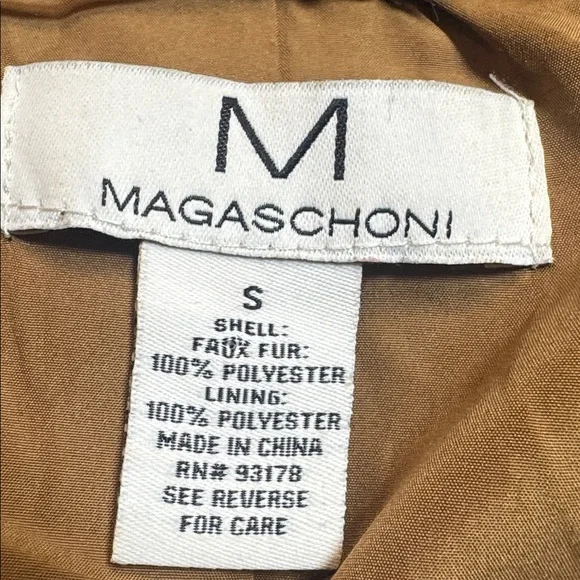 M
MAGASCHONI
S
SHELL:
FAUX FUR:
100% POLYESTER
LINING:
100% POLYESTER
MADE IN CHINA
RN# 93178
SEE REVERSE
FOR CARE